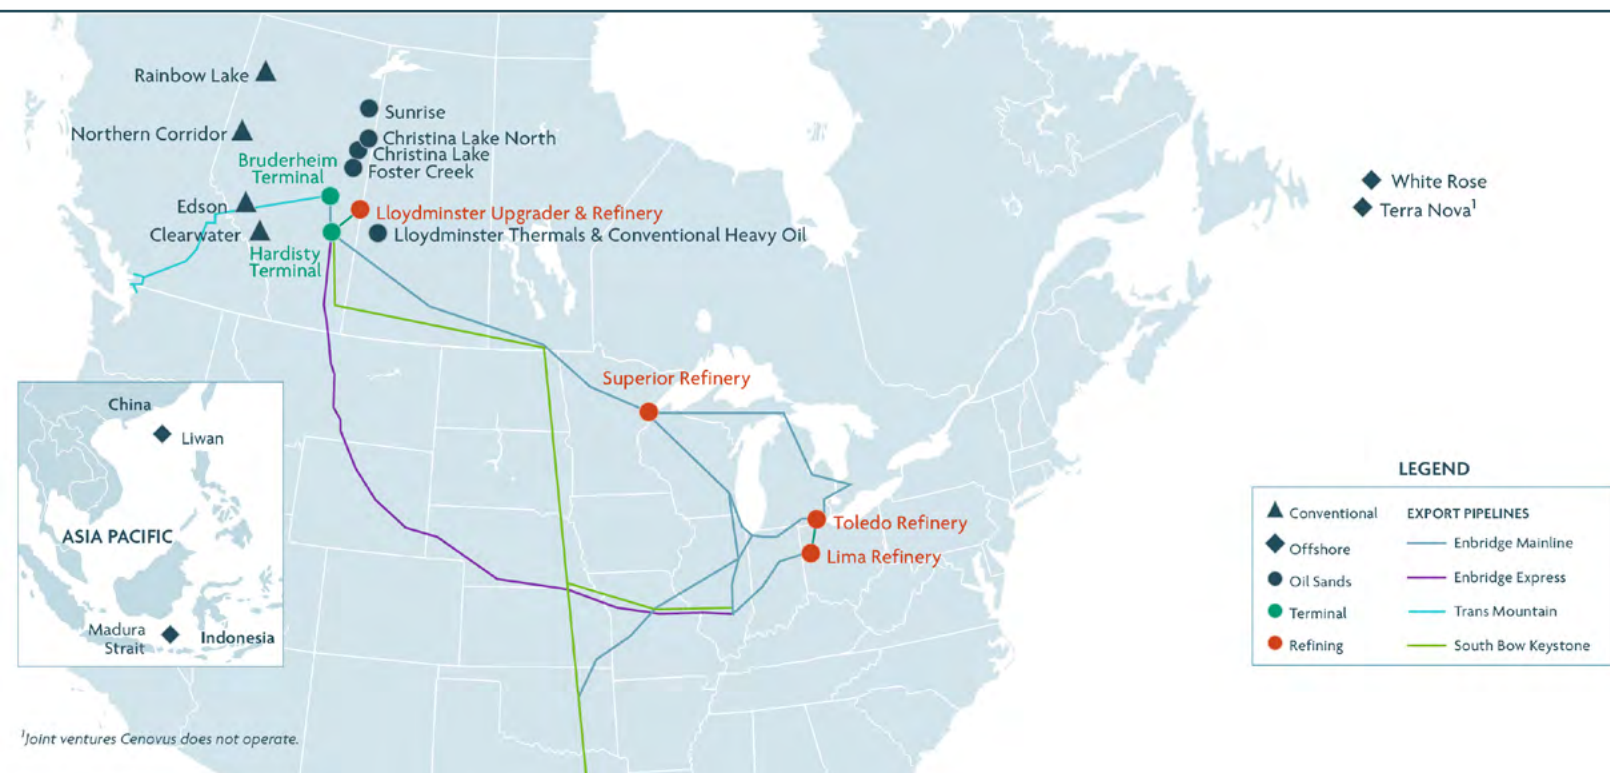 Rainbow Lake
Sunrise
Northern Corridor
Christina Lake North
Christina Lake
Foster Creek
Bruderheim
Terminal
Edson
Clearwater
Lloydminster Upgrader & Refinery
Lloydminster Thermals & Conventional Heavy Oil
Hardisty
Terminal
White Rose
Terra Nova¹
Superior Refinery
Toledo Refinery
Lima Refinery
China
Liwan
ASIA PACIFIC
Madura
Strait
Indonesia
LEGEND
Conventional
Offshore
Oil Sands
Terminal
Refining
EXPORT PIPELINES
Enbridge Mainline
Enbridge Express
Trans Mountain
South Bow Keystone
¹Joint ventures Cenovus does not operate.